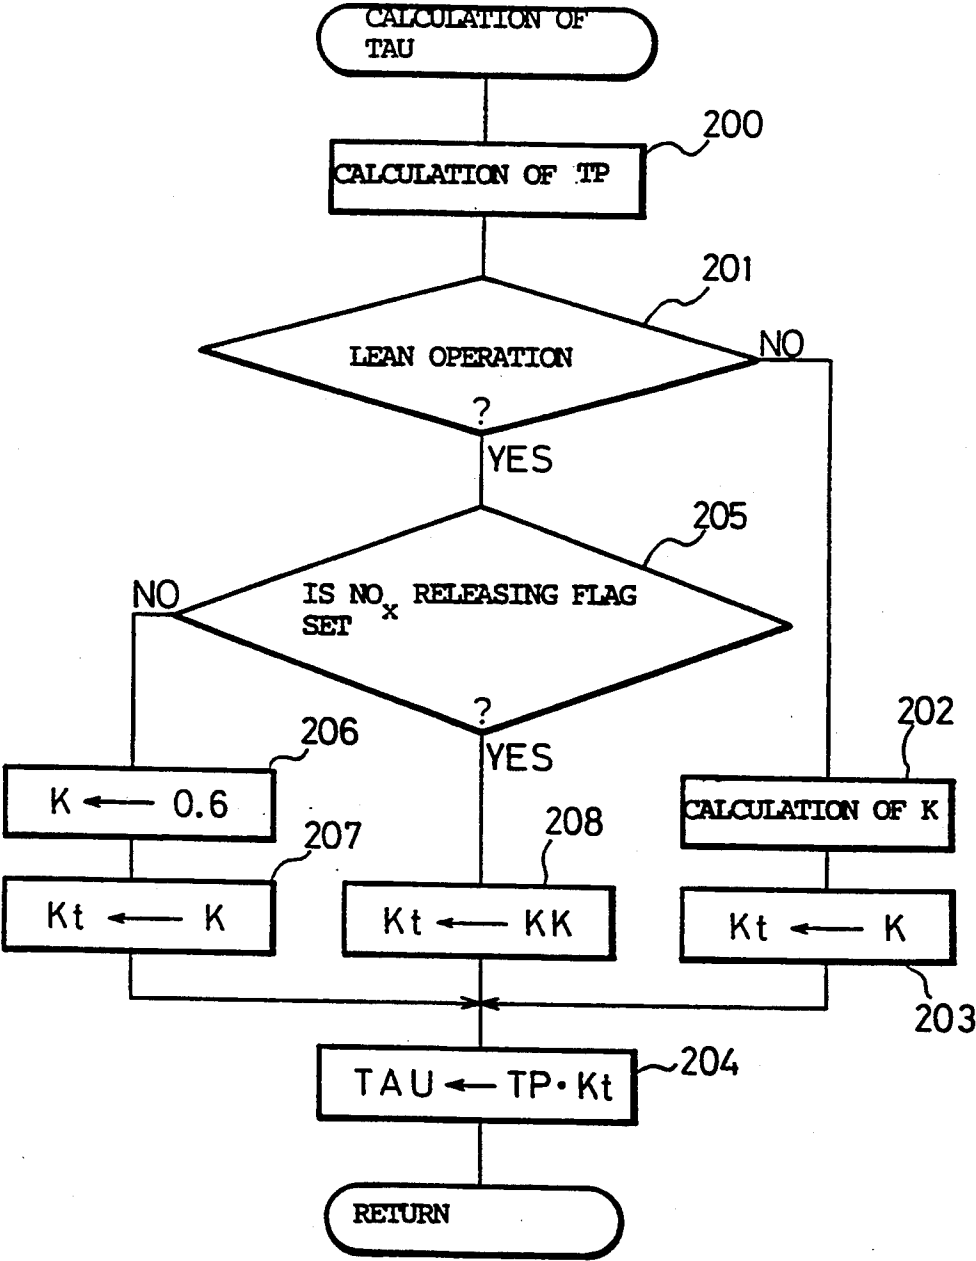 CALCULATION OF
TAU
200
CALCULATION OF TP
201
LEAN OPERATION
?
NO
YES
205
IS NOx RELEASING FLAG
SET
?
NO
YES
206
K ← 0.6
202
CALCULATION OF K
207
Kt ← K
208
Kt ← KK
Kt ← K
203
204
TAU ← TP·Kt
RETURN